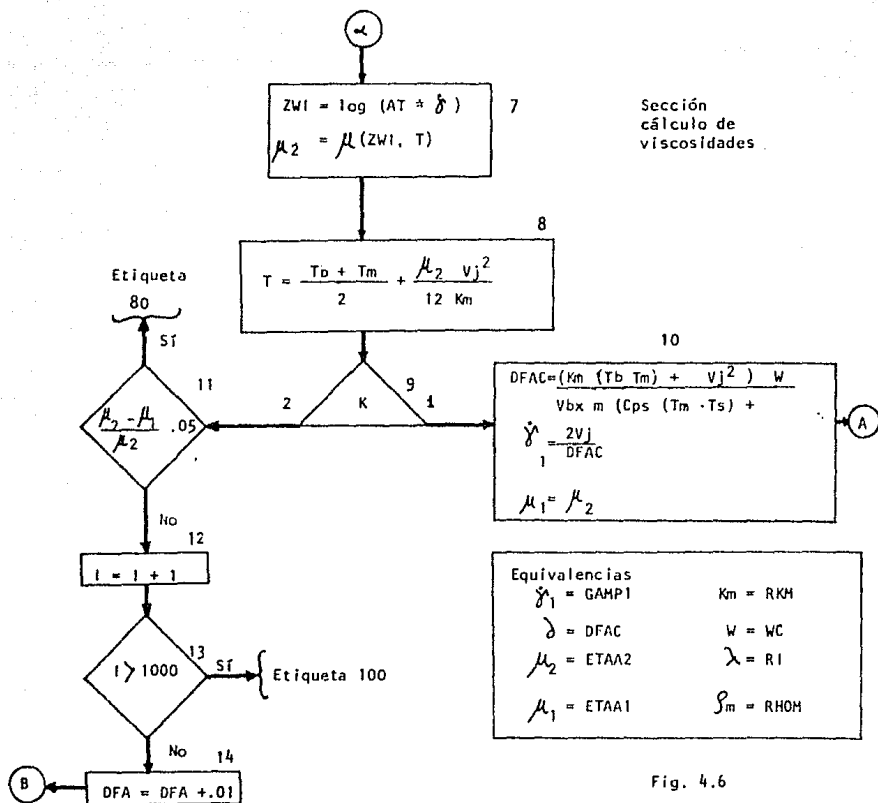 α
ZW1 = log (AT * γ̇ )
μ2 = μ(ZW1, T)
7
Sección
cálculo de
viscosidades
8
T = Tb + Tm / 2 + μ2 Vj² / 12 Km
Etiqueta
80
Sí
11
μ2 - μ1 / μ2 .05
2
9
K
1
10
DFAC=(Km (Tb Tm) + Vj² ) W / Vbx m (Cps (Tm - Ts) +
γ̇1 = 2Vj / DFAC
μ1 = μ2
A
No
12
I = I + 1
13
I > 1000
Sí
Etiqueta 100
No
14
DFA = DFA +.01
B
Equivalencias
γ̇1 = GAMP1 Km = RKM
∂ = DFAC W = WC
μ2 = ETAA2 λ = RI
μ1 = ETAA1 ρm = RHOM
Fig. 4.6